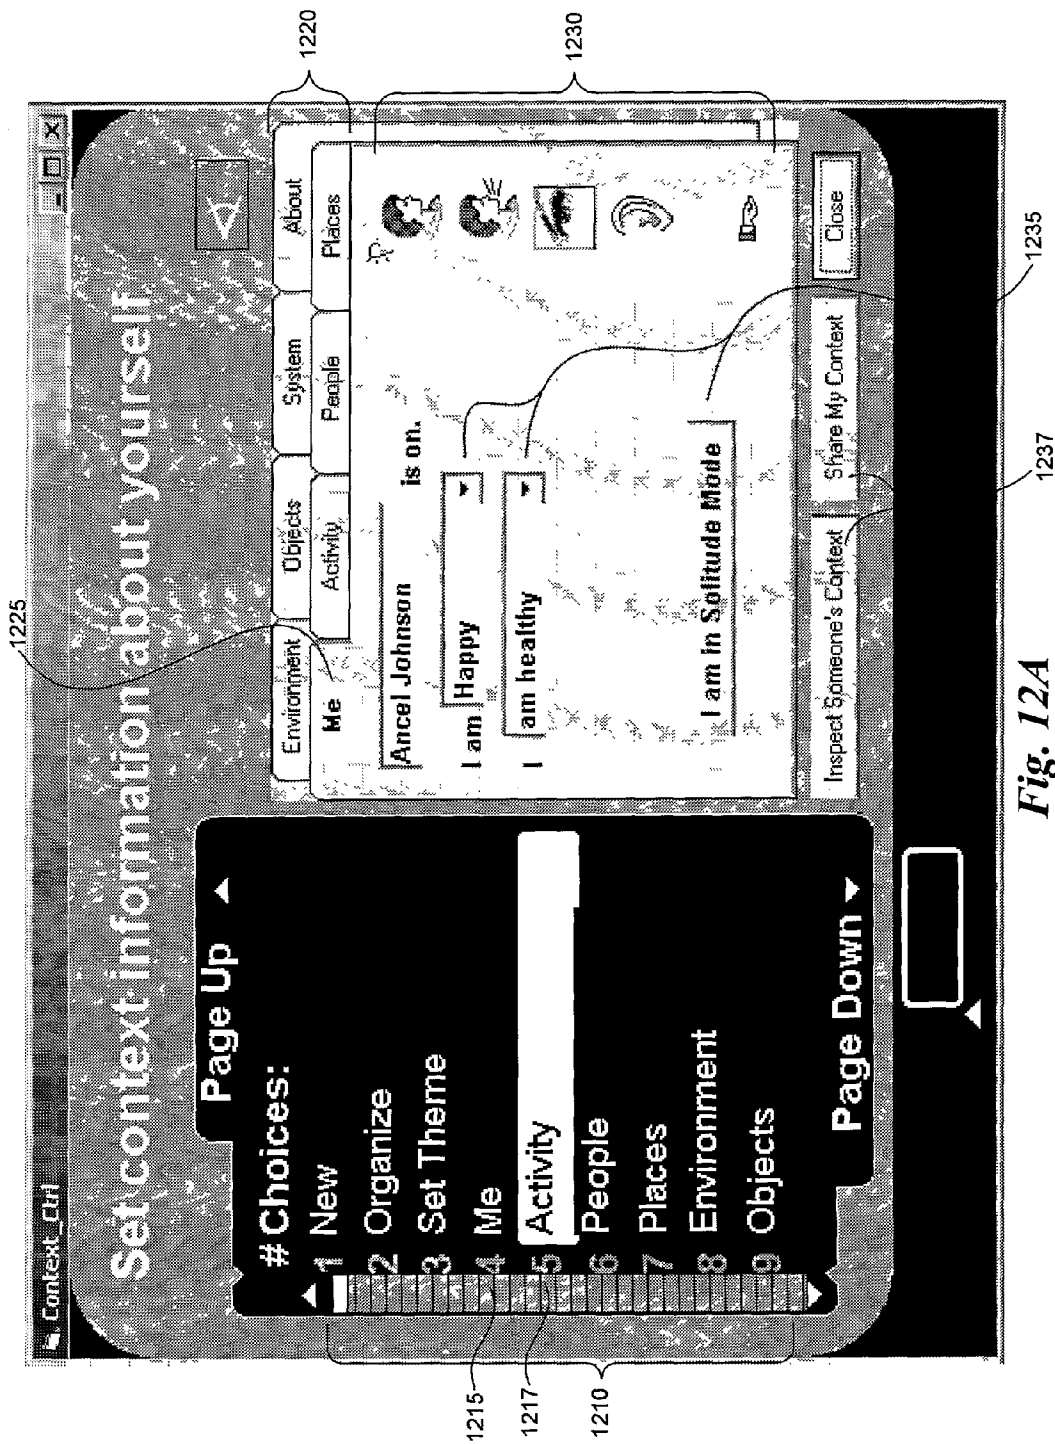 Context_Ctrl
Set context information about yourself
Page Up
# Choices:
1 New
2 Organize
3 Set Theme
4 Me
5 Activity
6 People
7 Places
8 Environment
9 Objects
Page Down
Environment
Objects
System
About
Me
Activity
People
Places
Ancel Johnson
is on.
I am Happy
I am healthy
I am in Solitude Mode
Inspect Someone's Context
Share My Context
Close
1210
1215
1217
1220
1225
1230
1235
1237
Fig. 12A